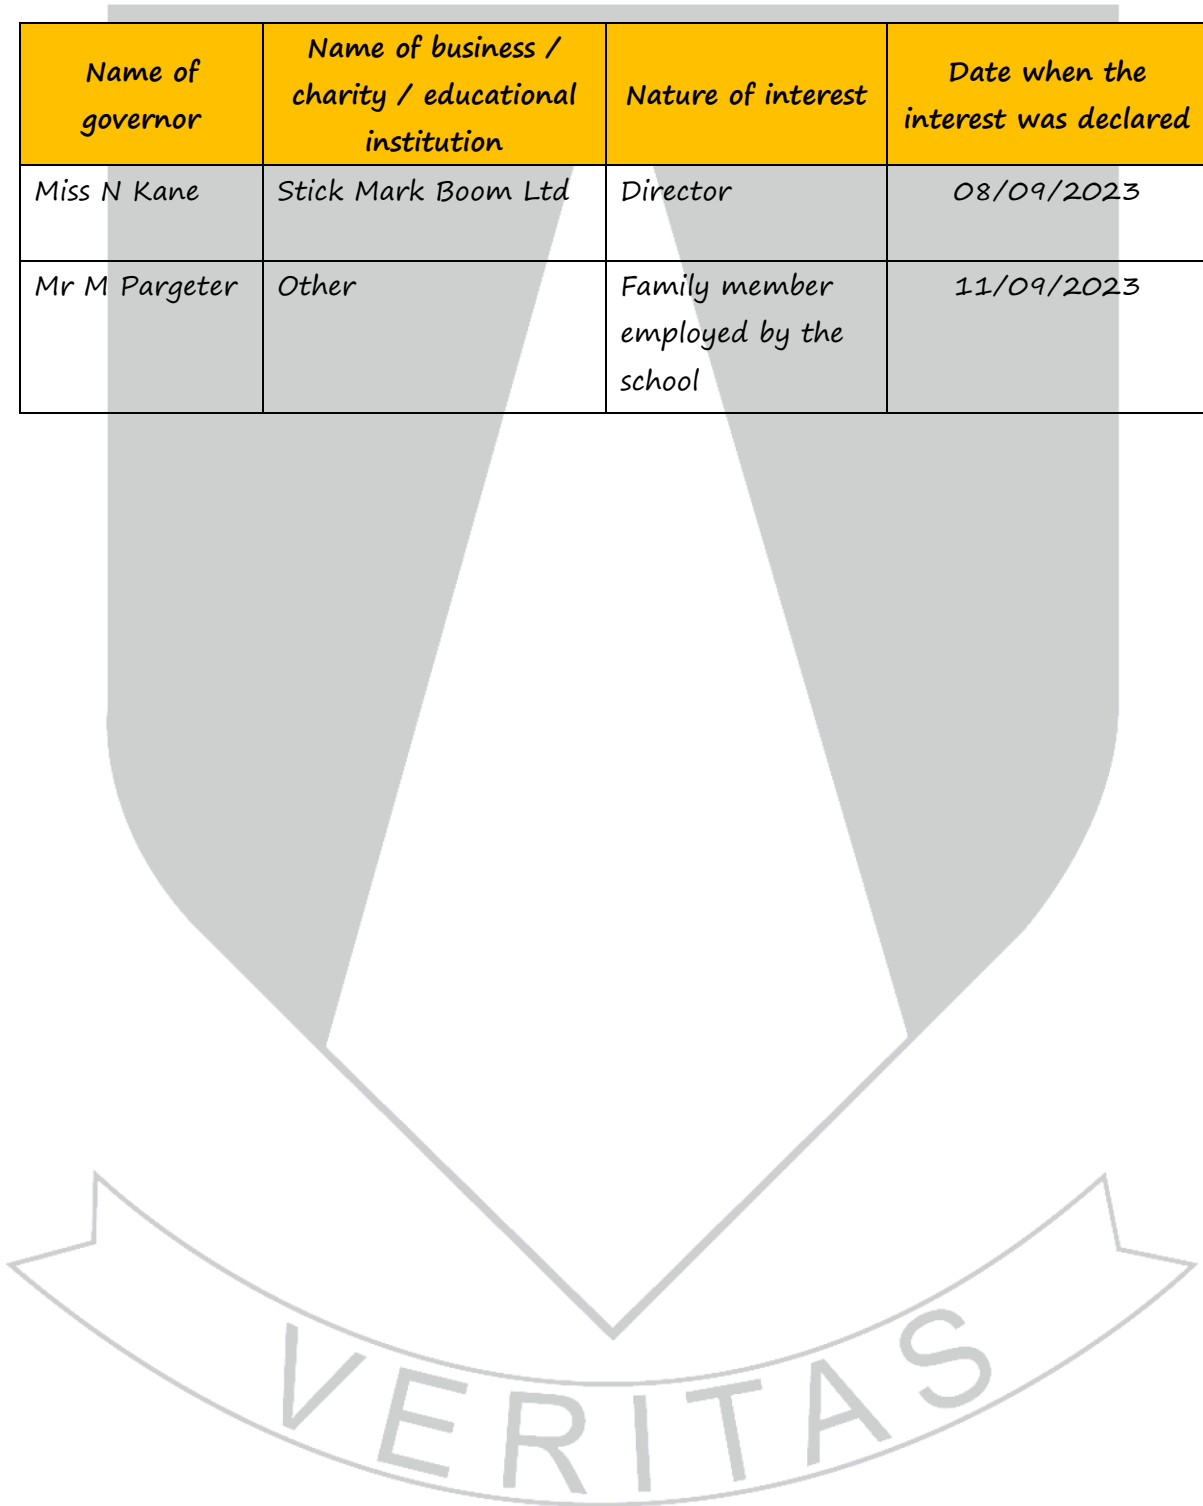 Name of
governor
Name of business /
charity / educational
institution
Nature of interest
Date when the
interest was declared
Miss N Kane
Stick Mark Boom Ltd
Director
08/09/2023
Mr M Pargeter
Other
Family member
employed by the
school
11/09/2023
VERITAS